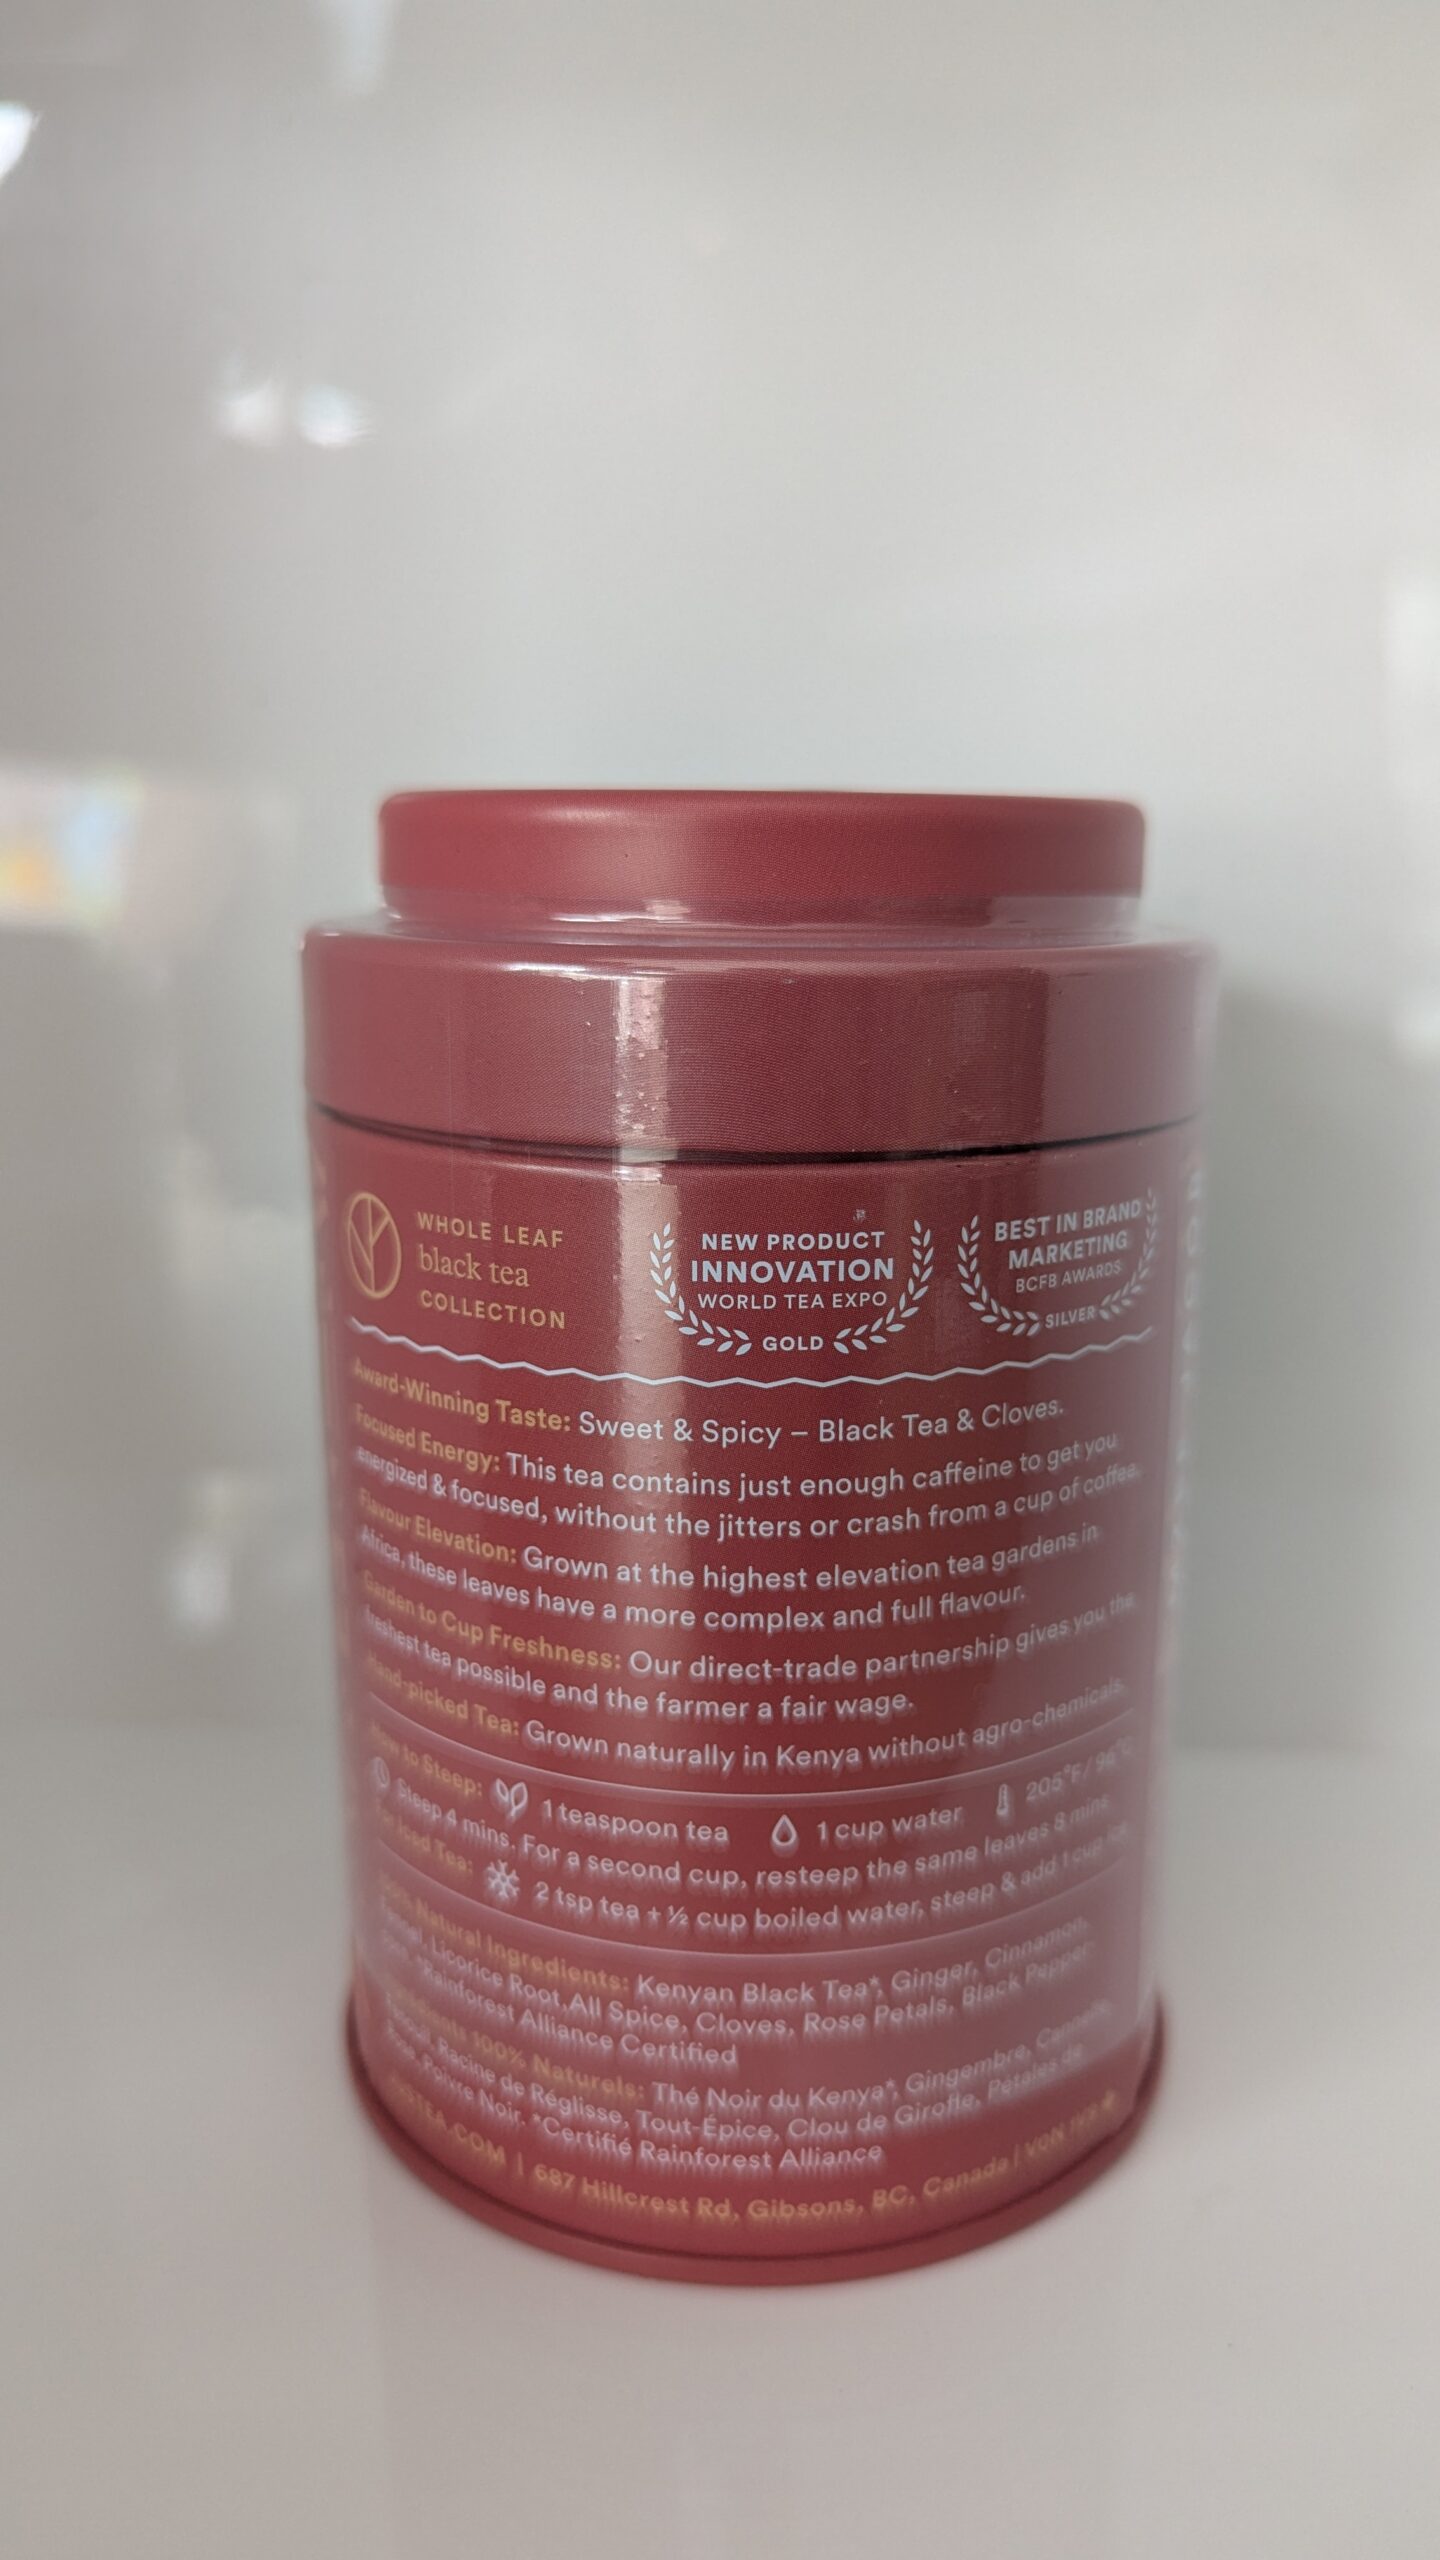 WHOLE LEAF
black tea
COLLECTION
NEW PRODUCT
INNOVATION
WORLD TEA EXPO
GOLD
BEST IN BRAND
MARKETING
BCFB AWARDS
SILVER
Award-Winning Taste: Sweet & Spicy – Black Tea & Cloves.
Focused Energy: This tea contains just enough caffeine to get you
energized & focused, without the jitters or crash from a cup of coffee.
Flavour Elevation: Grown at the highest elevation tea gardens in
Africa, these leaves have a more complex and full flavour.
Garden to Cup Freshness: Our direct-trade partnership gives you the
freshest tea possible and the farmer a fair wage.
Hand-picked Tea: Grown naturally in Kenya without agro-chemicals.
How to Steep: 1 teaspoon tea 1 cup water 205°F / 96°C
Steep 4 mins. For a second cup, resteep the same leaves 8 mins
For Iced Tea: 2 tsp tea + ½ cup boiled water, steep & add 1 cup ice
100% Natural Ingredients: Kenyan Black Tea*, Ginger, Cinnamon,
Fennel, Licorice Root, All Spice, Cloves, Rose Petals, Black Pepper.
*Rainforest Alliance Certified
100% Naturels: Thé Noir du Kenya*, Gingembre, Cannelle,
Fenouil, Racine de Réglisse, Tout-Épice, Clou de Girofle, Pétales de
Rose, Poivre Noir. *Certifié Rainforest Alliance
687 Hillcrest Rd, Gibsons, BC, Canada | V0N 1V9